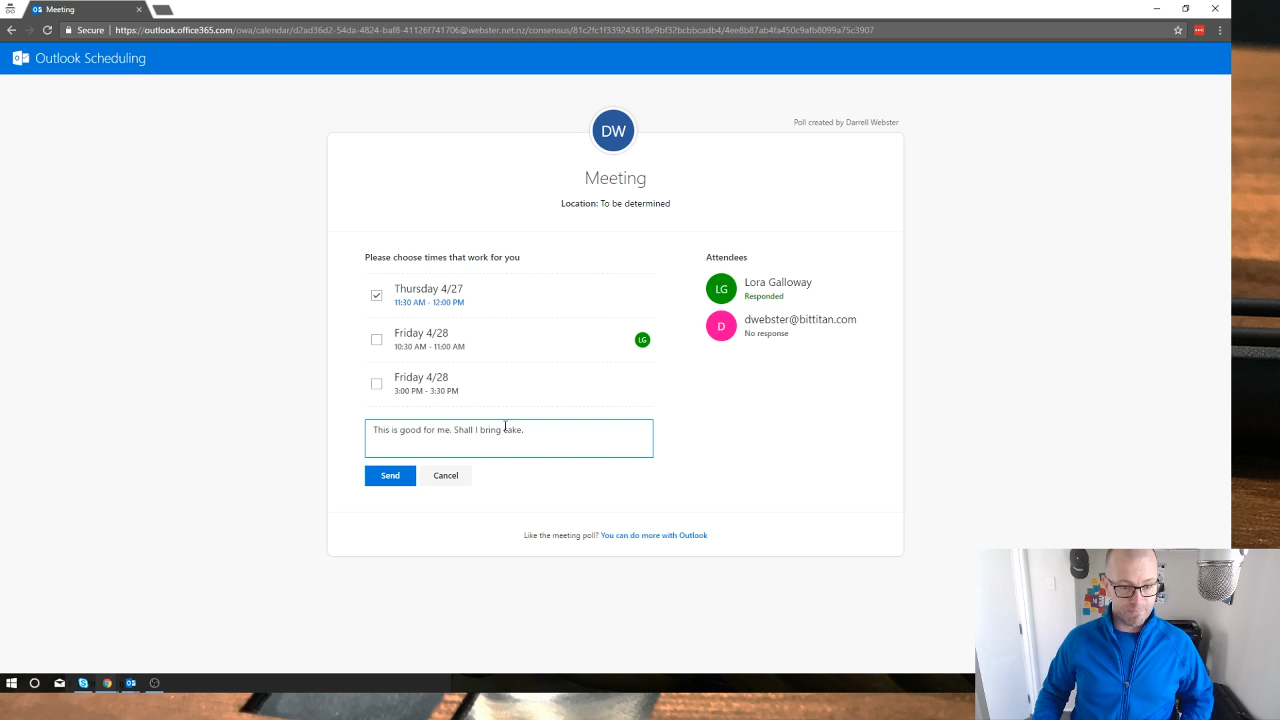 Meeting
Secure
https://outlook.office365.com/owa/calendar/d2ad36d2-54da-4824-baf8-41126f741706@webster.net.nz/consensus/81c2fc1f339243618e9bf32bcbbcadb4/4ee8b87ab4fa450c9afb8099a75c3907
Outlook Scheduling
Poll created by Darrell Webster
DW
Meeting
Location: To be determined
Please choose times that work for you
Thursday 4/27
11:30 AM - 12:00 PM
Friday 4/28
10:30 AM - 11:00 AM
LG
Friday 4/28
3:00 PM - 3:30 PM
This is good for me. Shall I bring cake.
Send
Cancel
Attendees
LG
Lora Galloway
Responded
D
dwebster@bittitan.com
No response
Like the meeting poll? You can do more with Outlook